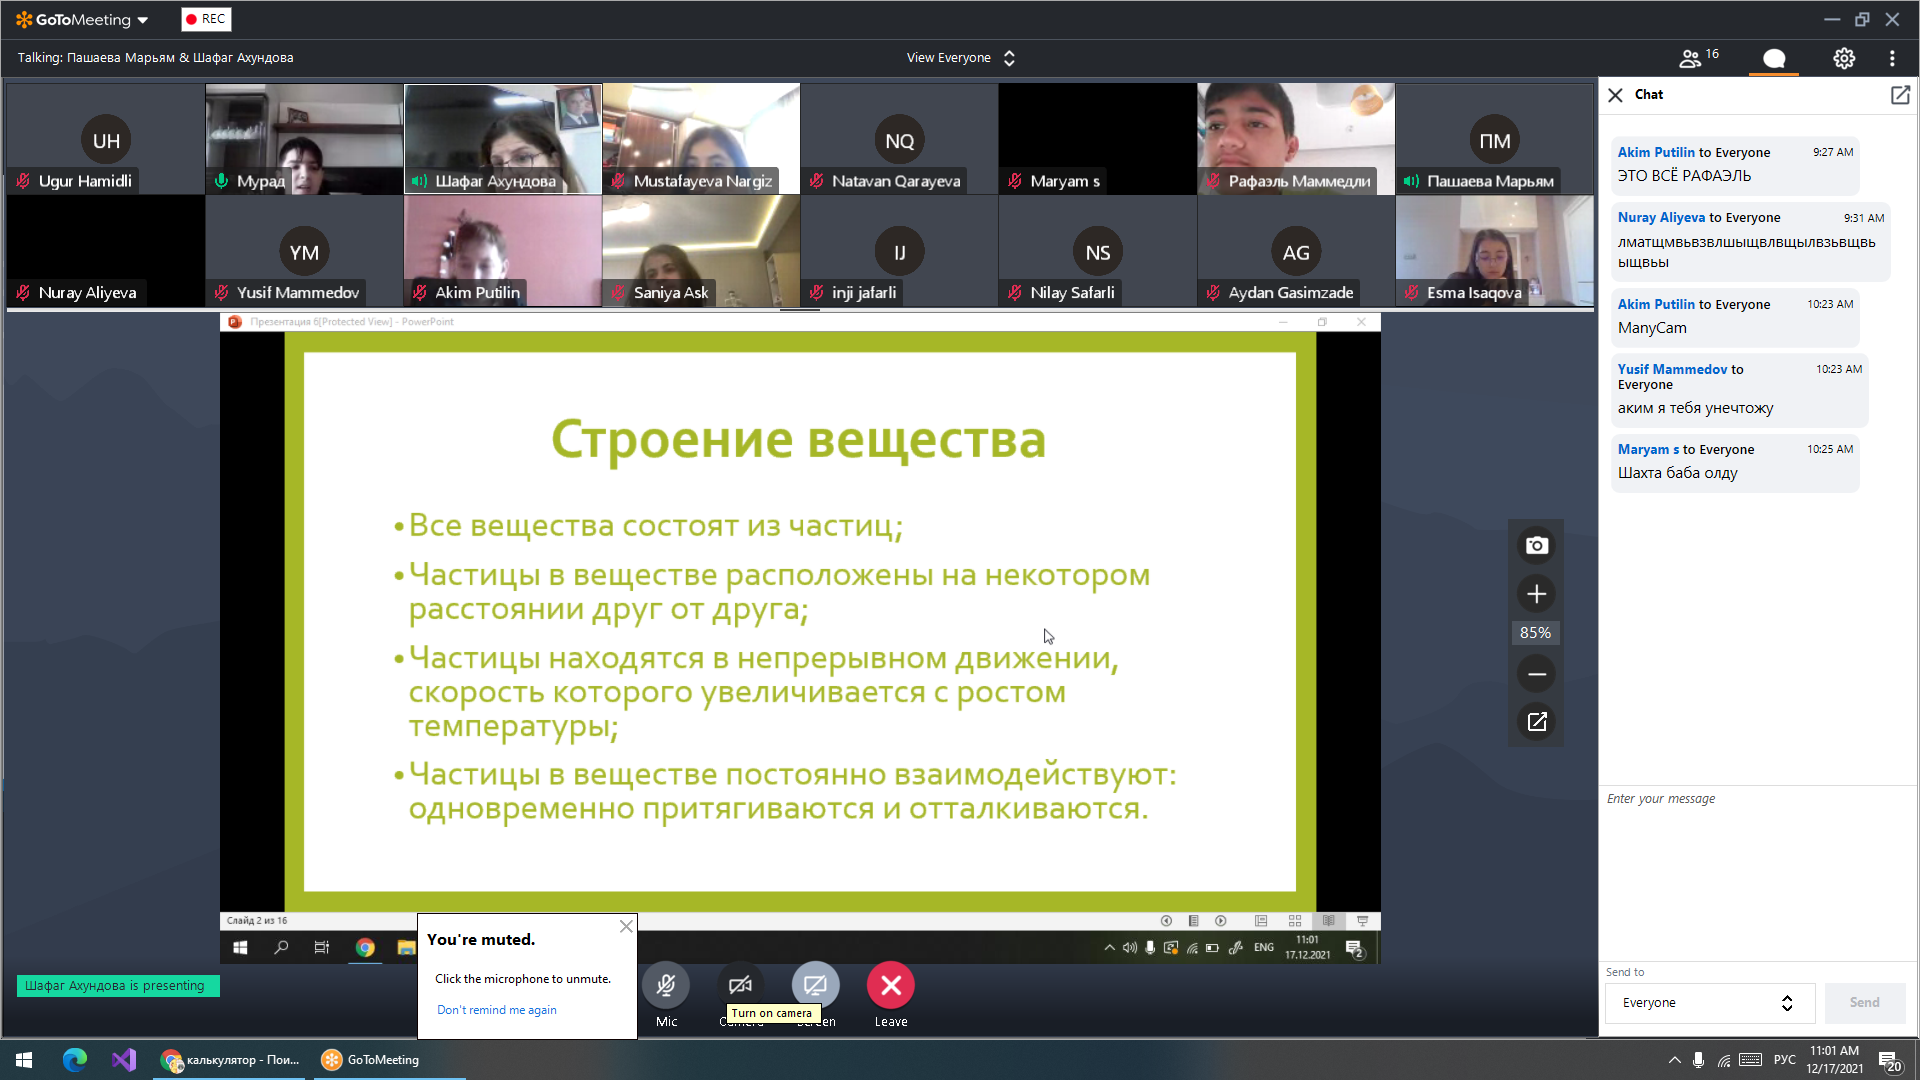 GoToMeeting
REC
Talking: Пашаева Марьям & Шафаг Ахундова
View Everyone
16
UH
Ugur Hamidli
Мурад
Шафаг Ахундова
Mustafayeva Nargiz
NQ
Natavan Qarayeva
Maryam s
Рафаэль Маммедли
ПМ
Пашаева Марьям
Nuray Aliyeva
YM
Yusif Mammedov
Akim Putilin
Saniya Ask
IJ
inji jafarli
NS
Nilay Safarli
AG
Aydan Gasimzade
Esma Isaqova
Презентация 6[Protected View] - PowerPoint
Строение вещества
•Все вещества состоят из частиц;
•Частицы в веществе расположены на некотором
расстоянии друг от друга;
•Частицы находятся в непрерывном движении,
скорость которого увеличивается с ростом
температуры;
•Частицы в веществе постоянно взаимодействуют:
одновременно притягиваются и отталкиваются.
Слайд 2 из 16
ENG
11:01
17.12.2021
2
85%
Chat
Akim Putilin to Everyone 9:27 AM
ЭТО ВСЁ РАФАЭЛЬ
Nuray Aliyeva to Everyone 9:31 AM
лматщмвьвзвлшыщвлвщылвзьвщвь
ыщвьы
Akim Putilin to Everyone 10:23 AM
ManyCam
Yusif Mammedov to 10:23 AM
Everyone
аким я тебя унечтожу
Maryam s to Everyone 10:25 AM
Шахта баба олду
Enter your message
Send to
Everyone
Send
Шафаг Ахундова is presenting
You're muted.
Click the microphone to unmute.
Don't remind me again
Mic
Turn on camera
Leave
калькулятор - Пои...
GoToMeeting
РУС
11:01 AM
12/17/2021
20